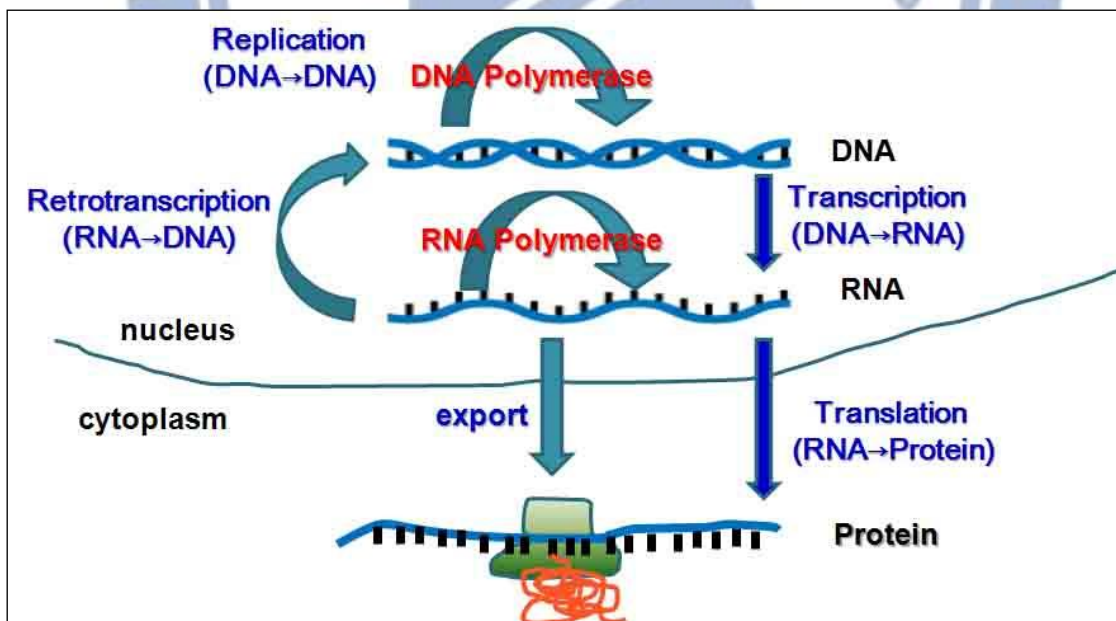 Replication
(DNA→DNA)
DNA Polymerase
DNA
Retrotranscription
(RNA→DNA)
Transcription
(DNA→RNA)
RNA Polymerase
RNA
nucleus
cytoplasm
export
Translation
(RNA→Protein)
Protein